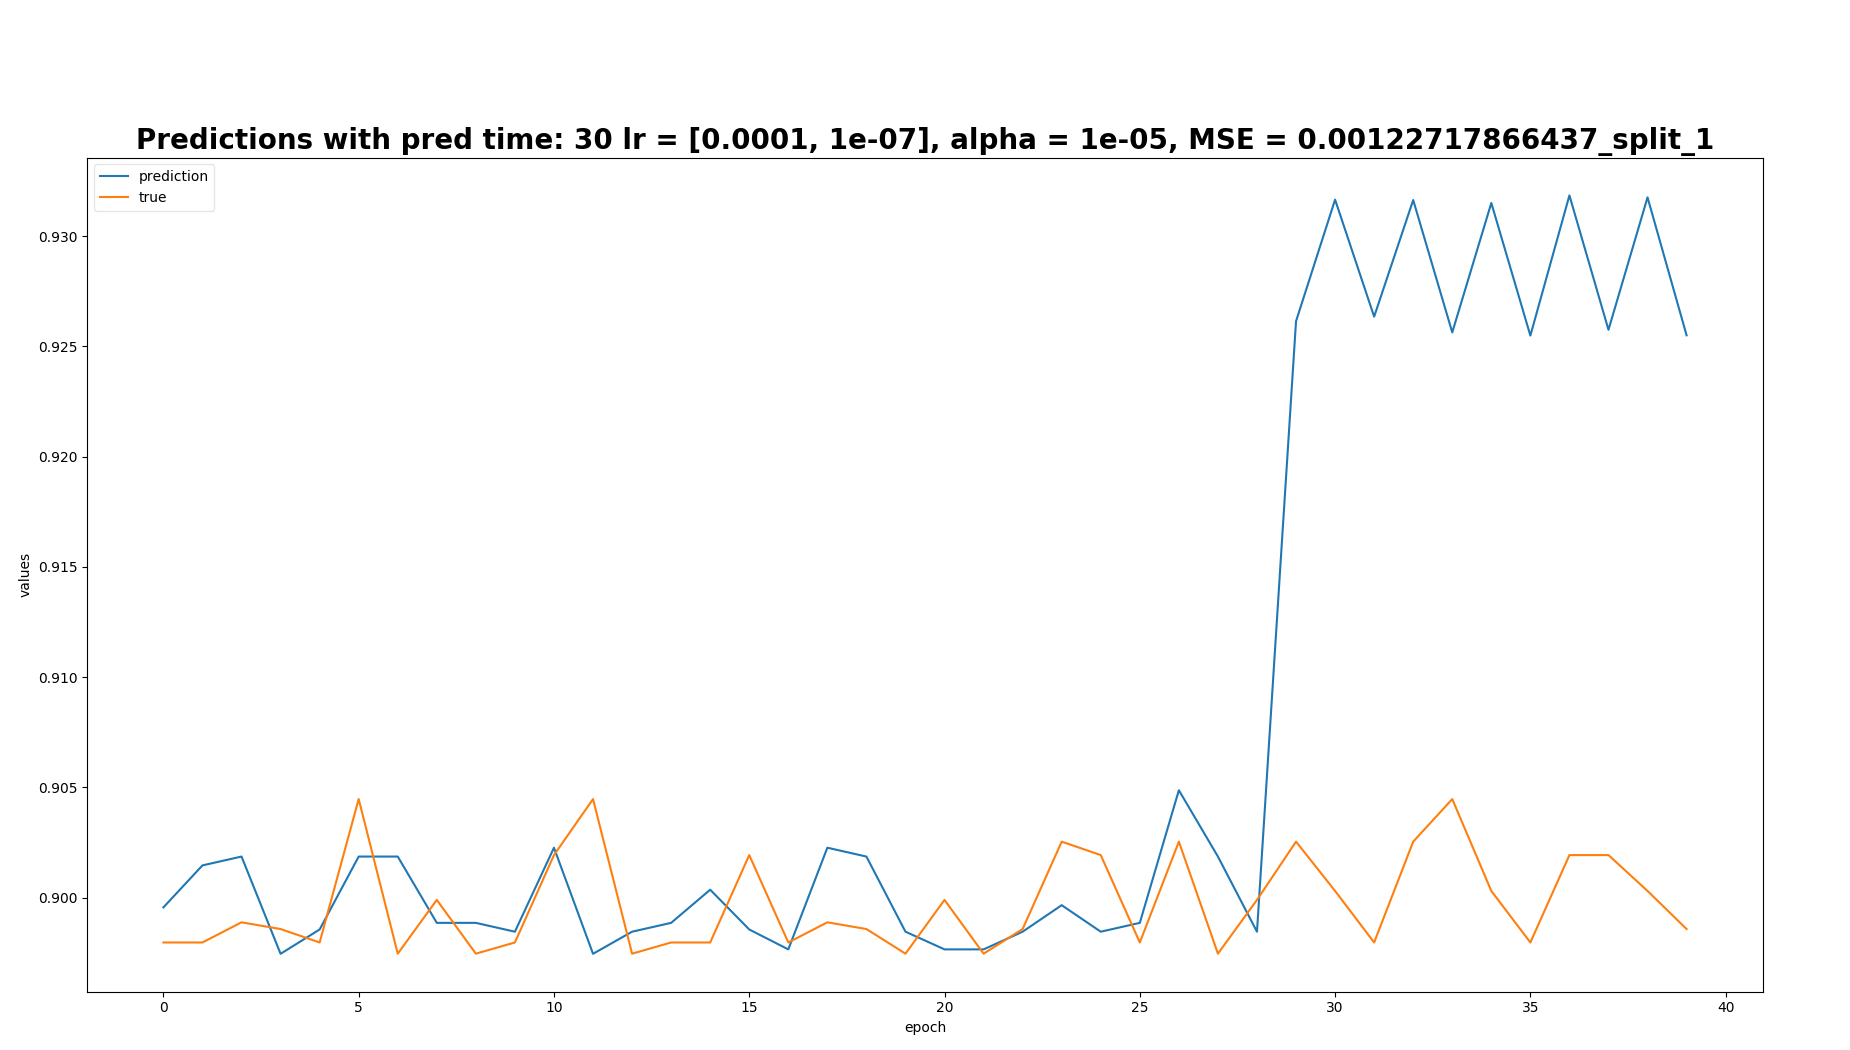 Predictions with pred time: 30 lr = [0.0001, 1e-07], alpha = 1e-05, MSE = 0.00122717866437_split_1
prediction
true
0.930
0.925
0.920
0.915
0.910
0.905
0.900
values
0 5 10 15 20 25 30 35 40
epoch